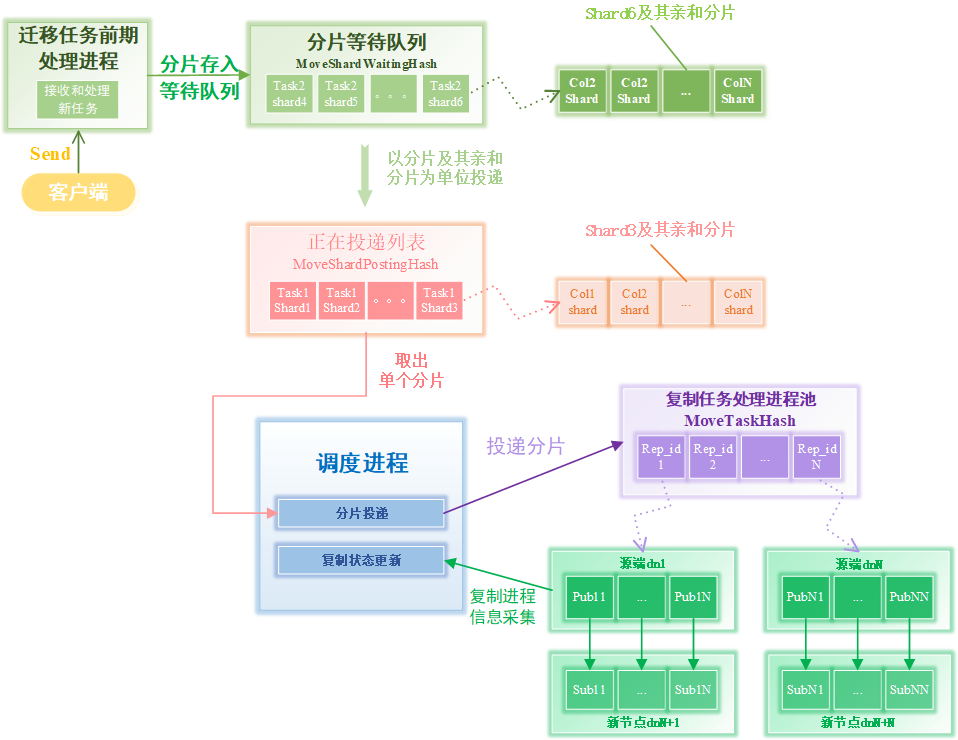 迁移任务前期
处理进程
接收和处理
新任务
Send
客户端
分片存入
等待队列
分片等待队列
MoveShardWaitingHash
Task2
shard4
Task2
shard5
。。。
Task2
shard6
Shard6及其亲和分片
Col2
Shard
Col2
Shard
...
ColN
Shard
以分片及其亲和
分片为单位投递
正在投递列表
MoveShardPostingHash
Task1
Shard1
Task1
Shard2
。。。
Task1
Shard3
Shard3及其亲和分片
Col1
shard
Col2
shard
...
ColN
shard
取出
单个分片
调度进程
分片投递
复制状态更新
投递分片
复制任务处理进程池
MoveTaskHash
Rep_id
1
Rep_id
2
...
Rep_id
N
复制进程
信息采集
源端dn1
Pub11
...
Pub1N
Sub11
...
Sub1N
新节点dnN+1
源端dnN
PubN1
...
PubNN
SubN1
...
SubNN
新节点dnN+N